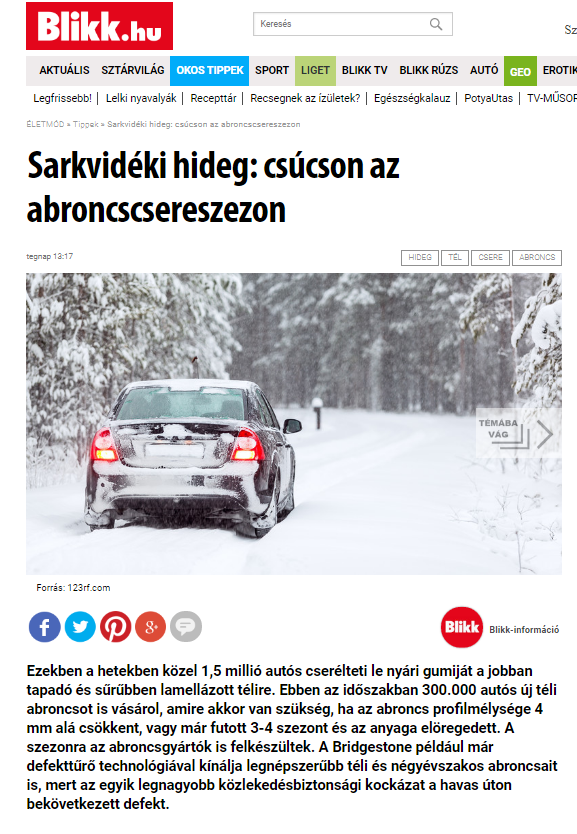 Blikk.hu
Keresés
Sz
AKTUÁLIS SZTÁRVILÁG OKOS TIPPEK SPORT LIGET BLIKK TV BLIKK RÚZS AUTÓ GEO EROTIK
Legfrissebb! Lelki nyavalyák Recepttár Recsegnek az ízületek? Egészségkalauz PotyaUtas TV-MŰSOR
ÉLETMÓD » Tippek » Sarkvidéki hideg: csúcson az abroncscsereszezon
Sarkvidéki hideg: csúcson az
abroncscsereszezon
tegnap 13:17
HIDEG TÉL CSERE ABRONCS
TÉMÁBA
VÁG
Forrás: 123rf.com
Blikk Blikk-információ
Ezekben a hetekben közel 1,5 millió autós cserélteti le nyári gumiját a jobban
tapadó és sűrűbben lamellázott télire. Ebben az időszakban 300.000 autós új téli
abroncsot is vásárol, amire akkor van szükség, ha az abroncs profilmélysége 4
mm alá csökkent, vagy már futott 3-4 szezont és az anyaga elöregedett. A
szezonra az abroncsgyártók is felkészültek. A Bridgestone például már
defekttűrő technológiával kínálja legnépszerűbb téli és négyévszakos abroncsait
is, mert az egyik legnagyobb közlekedésbiztonsági kockázat a havas úton
bekövetkezett defekt.